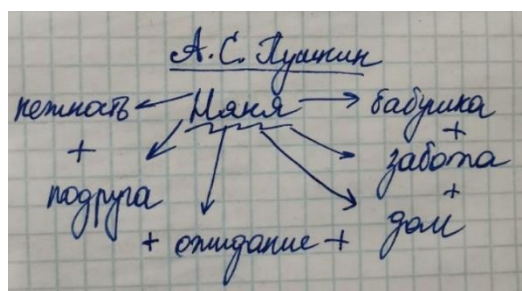 А.С. Пушкин
нежность ← Няня → бабушка
+ +
забота
подруга +
+ ожидание + дом